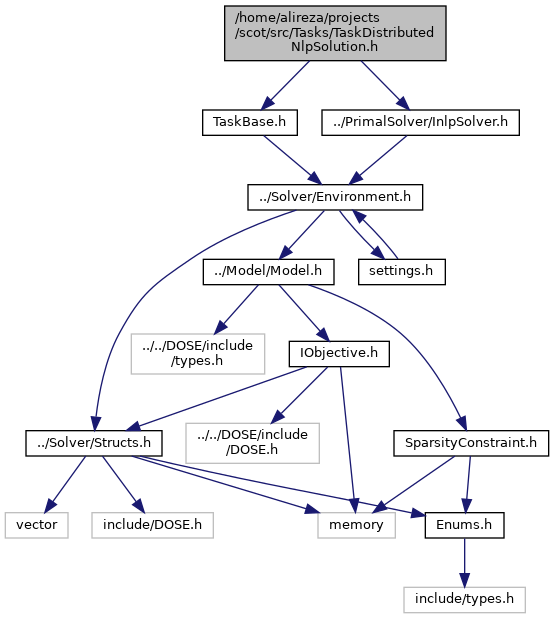 /home/alireza/projects
/scot/src/Tasks/TaskDistributed
NlpSolution.h
TaskBase.h
../PrimalSolver/InlpSolver.h
../Solver/Environment.h
../Model/Model.h
settings.h
../../DOSE/include
/types.h
IObjective.h
../Solver/Structs.h
../../DOSE/include
/DOSE.h
SparsityConstraint.h
vector
include/DOSE.h
memory
Enums.h
include/types.h